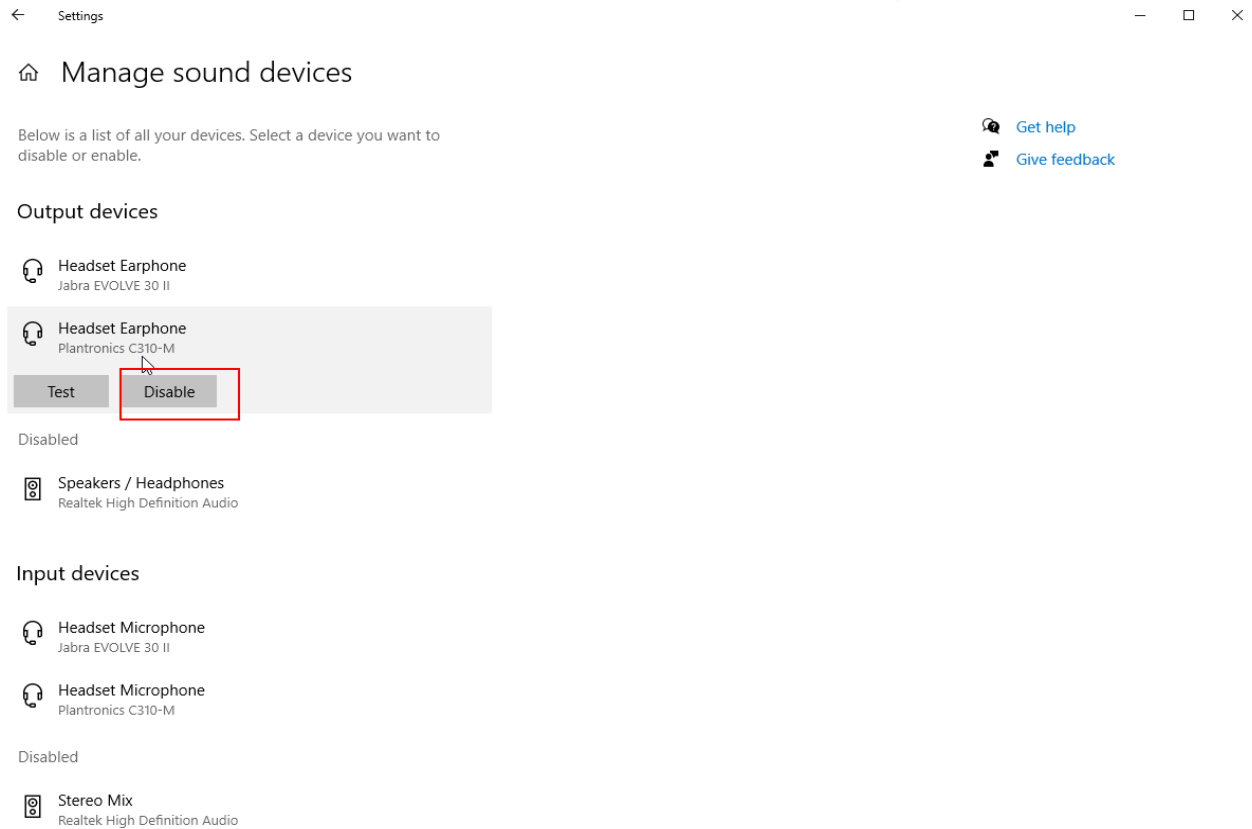 Settings
Manage sound devices
Below is a list of all your devices. Select a device you want to
disable or enable.
Get help
Give feedback
Output devices
Headset Earphone
Jabra EVOLVE 30 II
Headset Earphone
Plantronics C310-M
Test
Disable
Disabled
Speakers / Headphones
Realtek High Definition Audio
Input devices
Headset Microphone
Jabra EVOLVE 30 II
Headset Microphone
Plantronics C310-M
Disabled
Stereo Mix
Realtek High Definition Audio